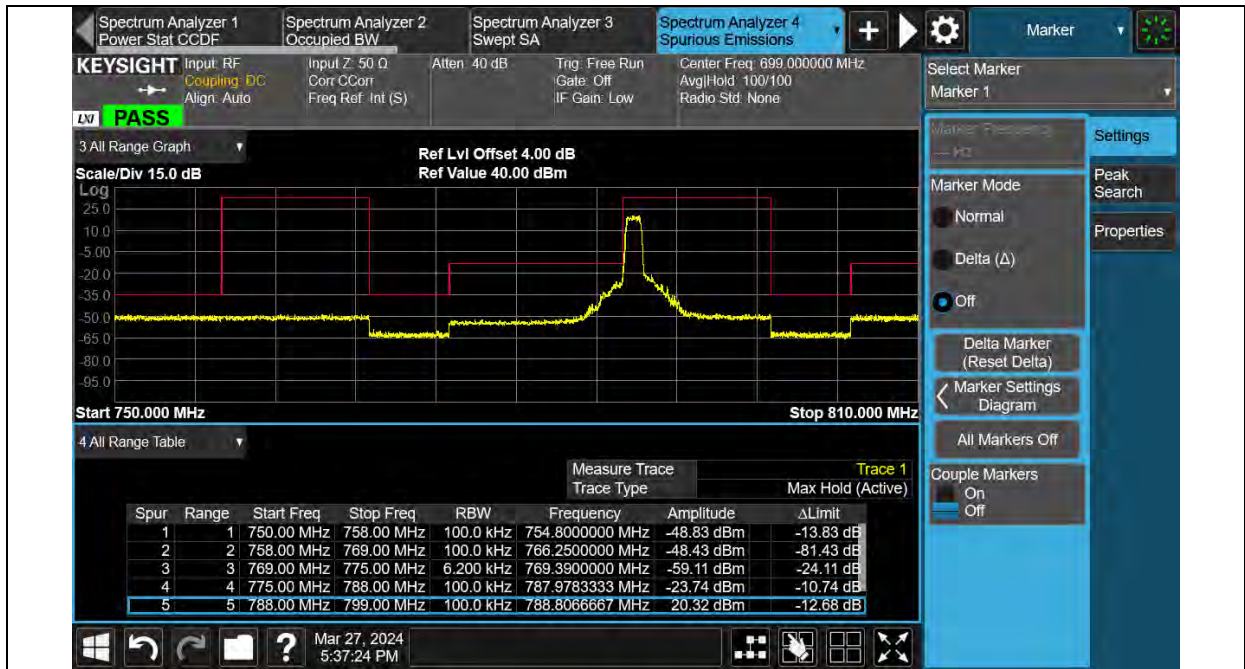 Spectrum Analyzer 1
Power Stat CCDF
Spectrum Analyzer 2
Occupied BW
Spectrum Analyzer 3
Swept SA
Spectrum Analyzer 4
Spurious Emissions
+
Marker
KEYSIGHT
Input: RF
Coupling: DC
Align: Auto
Input Z: 50 Ω
Corr CCorr
Freq Ref: Int (S)
Atten: 40 dB
Trig: Free Run
Gate: Off
IF Gain: Low
Center Freq: 699.000000 MHz
Avg|Hold: 100/100
Radio Std: None
LXI
PASS
Select Marker
Marker 1
Marker Frequency
--- Hz
Settings
Peak
Search
Properties
Marker Mode
Normal
Delta (Δ)
Off
Delta Marker
(Reset Delta)
Marker Settings
Diagram
All Markers Off
Couple Markers
On
Off
3 All Range Graph
Scale/Div 15.0 dB
Ref Lvl Offset 4.00 dB
Ref Value 40.00 dBm
Log
25.0
10.0
-5.00
-20.0
-35.0
-50.0
-65.0
-80.0
-95.0
Start 750.000 MHz
Stop 810.000 MHz
4 All Range Table
Measure Trace Trace 1
Trace Type Max Hold (Active)
Spur Range Start Freq Stop Freq RBW Frequency Amplitude ΔLimit
1 1 750.00 MHz 758.00 MHz 100.0 kHz 754.8000000 MHz -48.83 dBm -13.83 dB
2 2 758.00 MHz 769.00 MHz 100.0 kHz 766.2500000 MHz -48.43 dBm -81.43 dB
3 3 769.00 MHz 775.00 MHz 6.200 kHz 769.3900000 MHz -59.11 dBm -24.11 dB
4 4 775.00 MHz 788.00 MHz 100.0 kHz 787.9783333 MHz -23.74 dBm -10.74 dB
5 5 788.00 MHz 799.00 MHz 100.0 kHz 788.8066667 MHz 20.32 dBm -12.68 dB
?
Mar 27, 2024
5:37:24 PM